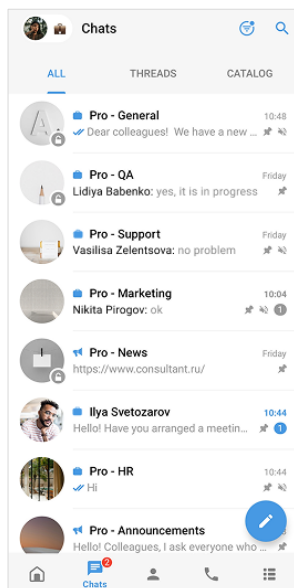 Chats
ALL THREADS CATALOG
Pro - General 10:48
Dear colleagues! We have a new ...
Pro - QA Friday
Lidiya Babenko: yes, it is in progress
Pro - Support Friday
Vasilisa Zelentsova: no problem
Pro - Marketing 10:04
Nikita Pirogov: ok 1
Pro - News Friday
https://www.consultant.ru/
Ilya Svetozarov 10:44
Hello! Have you arranged a meetin... 1
Pro - HR 10:44
Hi
Pro - Announcements Friday
Hello! Colleagues, I ask everyone who ...
2
Chats